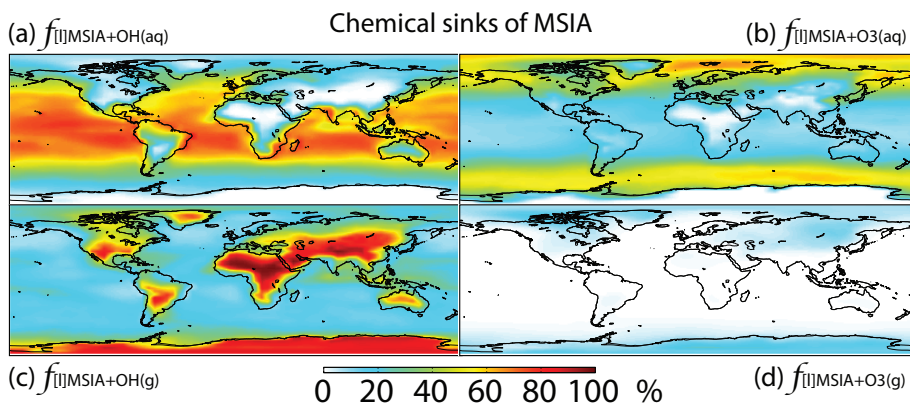 Chemical sinks of MSIA
(a) f[l]MSIA+OH(aq)
(b) f[l]MSIA+O3(aq)
(c) f[l]MSIA+OH(g)
0 20 40 60 80 100 %
(d) f[l]MSIA+O3(g)